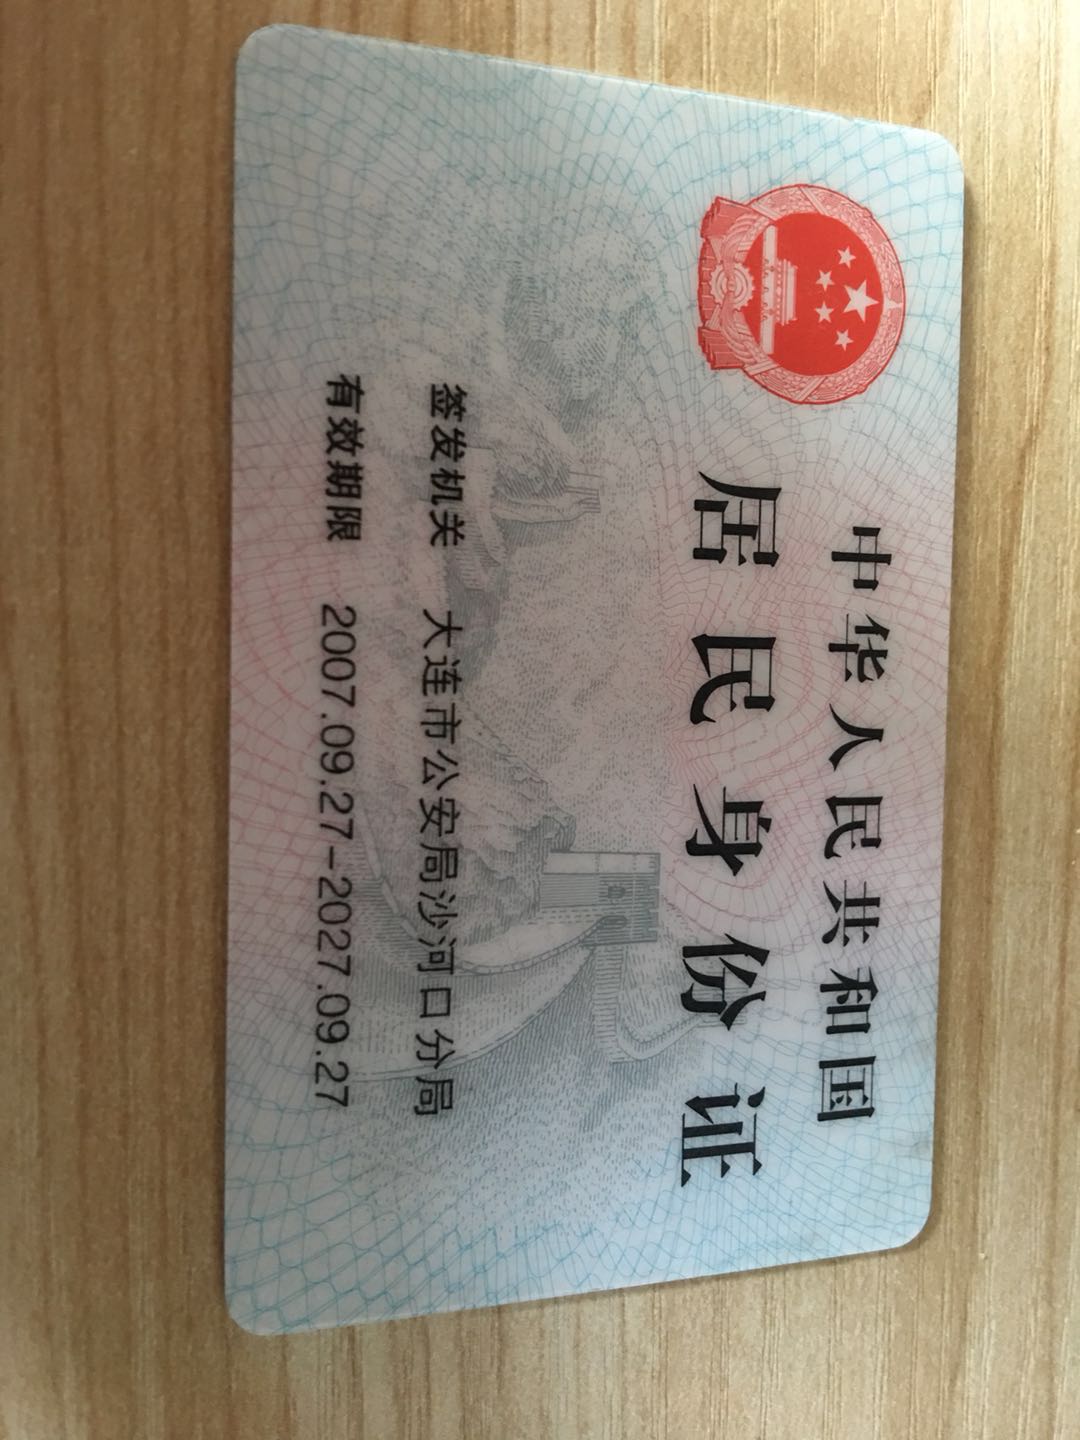 中华人民共和国
居民身份证
签发机关 大连市公安局沙河口分局
有效期限 2007.09.27-2027.09.27